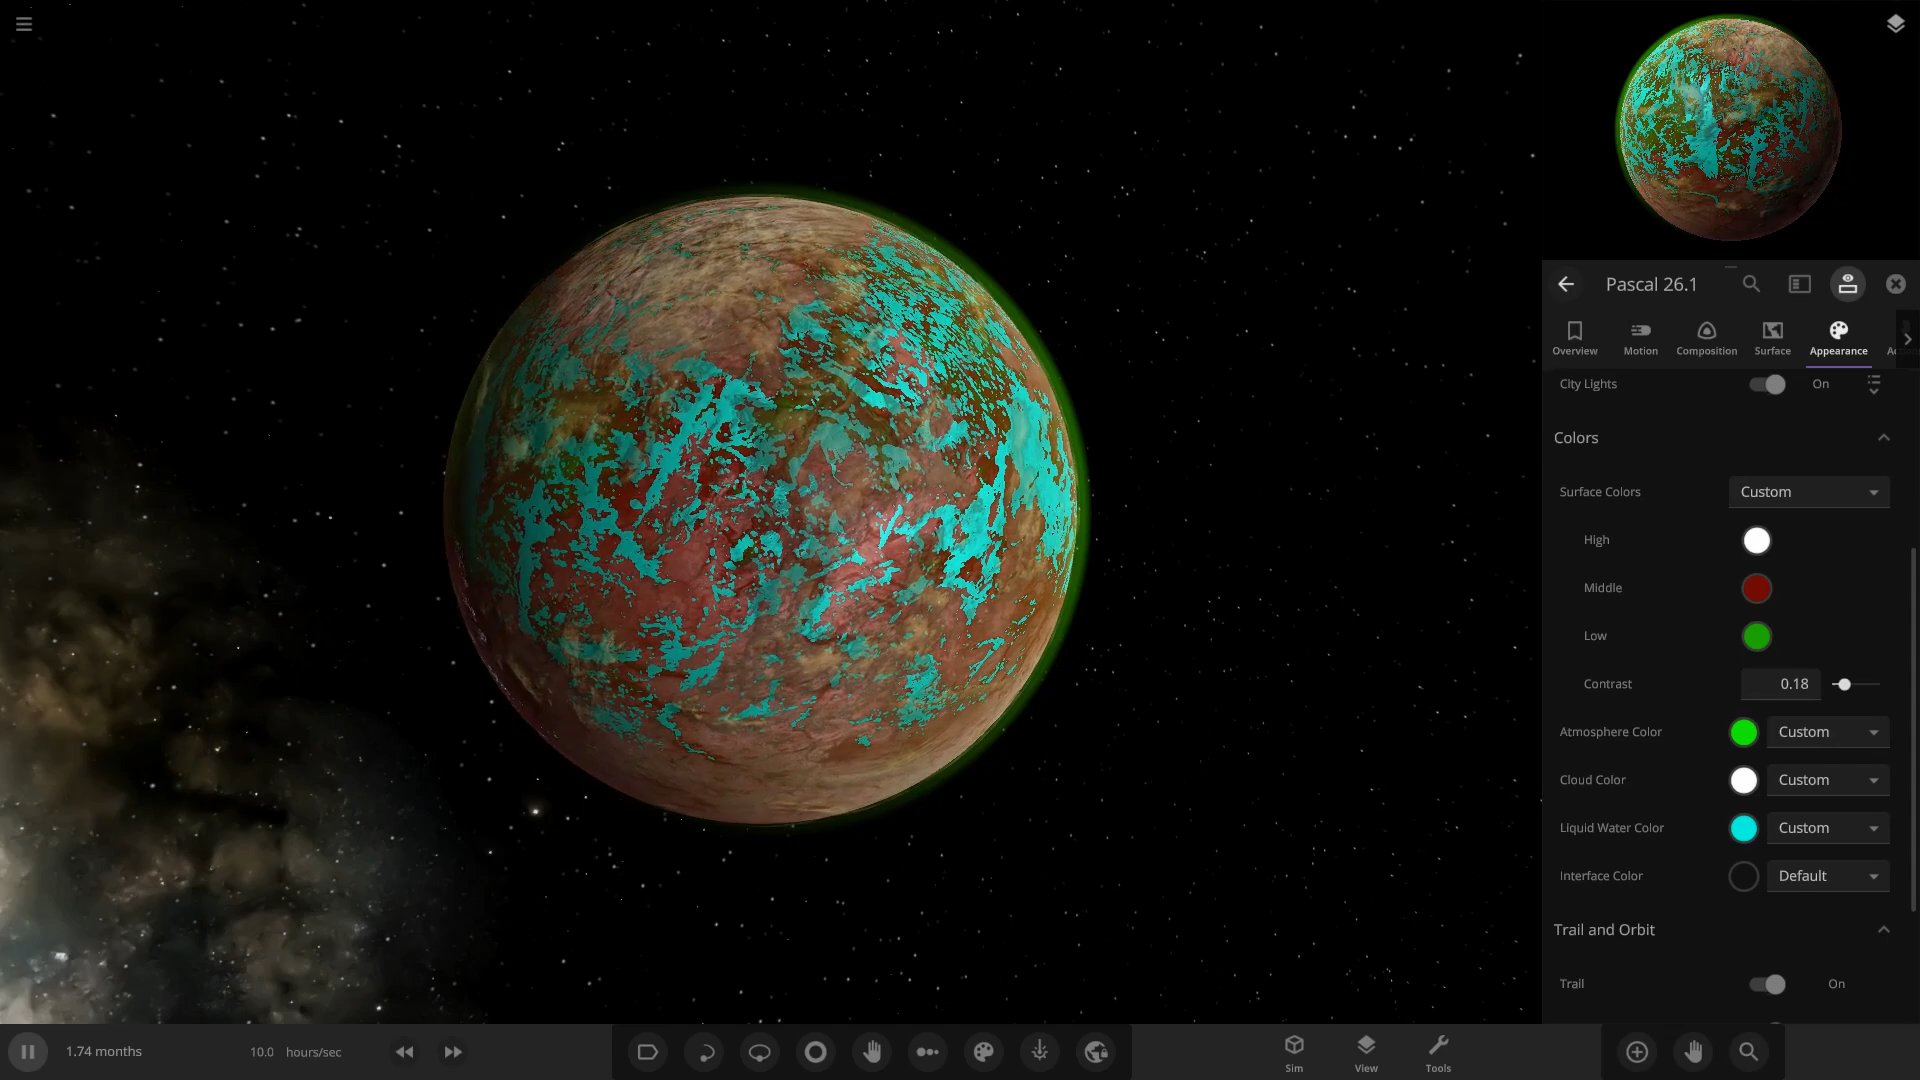 Pascal 26.1
Overview
Motion
Composition
Surface
Appearance
City Lights
On
Colors
Surface Colors
Custom
High
Middle
Low
Contrast
0.18
Atmosphere Color
Custom
Cloud Color
Custom
Liquid Water Color
Custom
Interface Color
Default
Trail and Orbit
Trail
On
1.74 months
10.0 hours/sec
Sim
View
Tools